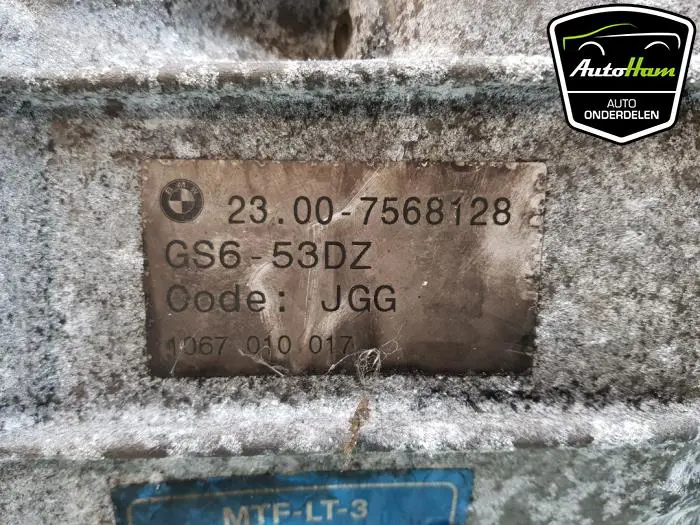 AutoHam
AUTO
ONDERDELEN
23.00-7568128
GS6-53DZ
Code: JGG
1067 010 017
MTF-LT-3